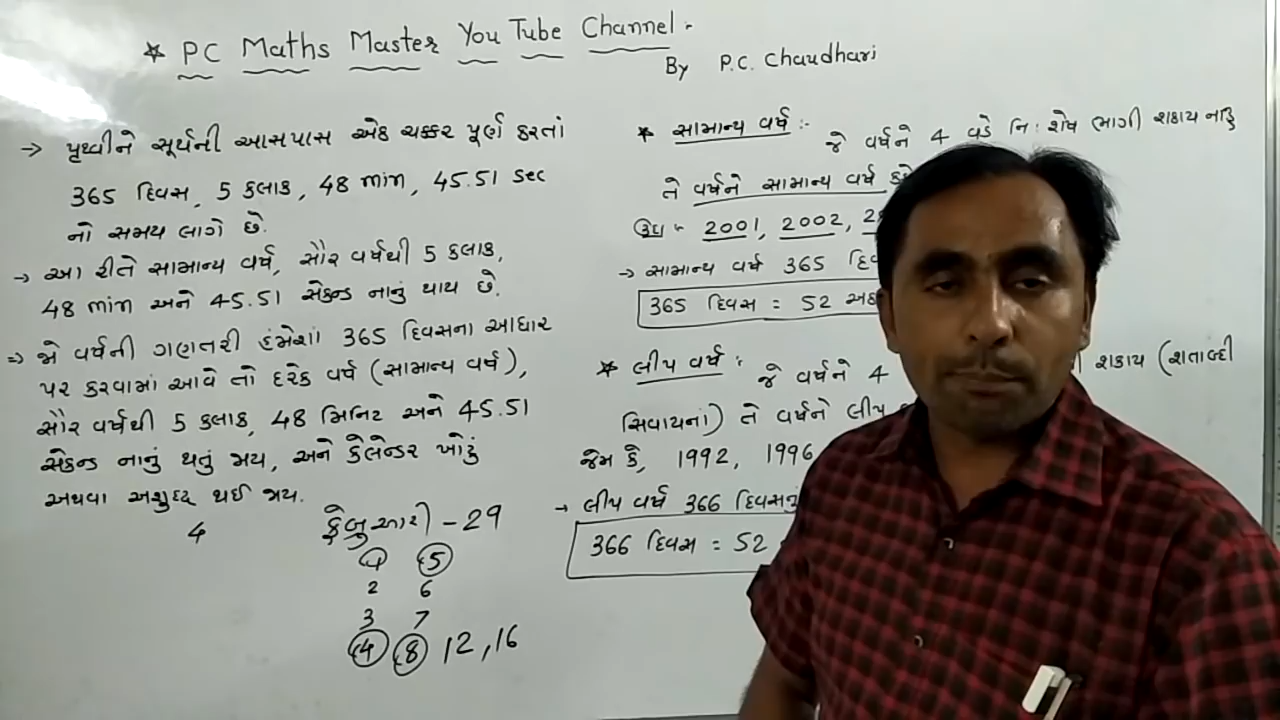 * PC Maths Master You Tube Channel :-
By P.C. Chaudhari
→ પૃથ્વીને સૂર્યની આસપાસ એક ચક્કર પૂર્ણ કરતાં
365 દિવસ, 5 કલાક, 48 મીન, 45.51 sec
નો સમય લાગે છે.
→ આ રીતે સામાન્ય વર્ષ, સૌર વર્ષથી 5 કલાક,
48 મીન અને 45.51 સેકન્ડ નાનું થાય છે.
⇒ જો વર્ષની ગણતરી હંમેશાં 365 દિવસના આધાર
પર કરવામાં આવે તો દરેક વર્ષ (સામાન્ય વર્ષ),
સૌર વર્ષથી 5 કલાક, 48 મિનિટ અને 45.51
સેકન્ડ નાનું થતું જાય, અને કેલેન્ડર ખોટું
અથવા અશુદ્ધ થઈ જાય.
4
ફેબ્રુઆરી - 29
1 5
2 6
3 7
4 8 12, 16
* સામાન્ય વર્ષ :-
જે વર્ષને 4 વડે નિઃશેષ ભાગી શકાય નહિ
તે વર્ષને સામાન્ય વર્ષ
ઉદા :- 2001, 2002,
→ સામાન્ય વર્ષ 365
365 દિવસ = 52
* લીપ વર્ષ :
જે વર્ષને 4 શકાય (શતાબ્દી
સિવાયનાં) તે વર્ષને લીપ
જેમ કે, 1992, 1996
→ લીપ વર્ષ 366 દિવસનું
366 દિવસ = 52